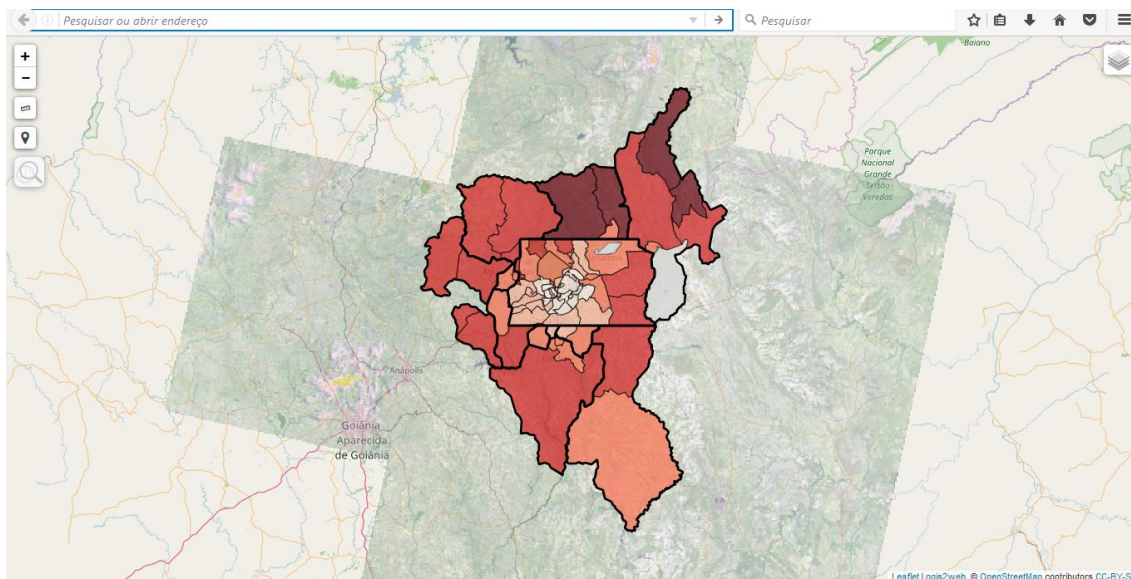 Pesquisar ou abrir endereço
Pesquisar
+
−
Baiano
Parque
Nacional
Grande
Sertão
Veredas
Anápolis
Goiânia
Aparecida
de Goiânia
Leaflet | qgis2web, © OpenStreetMap contributors CC-BY-S